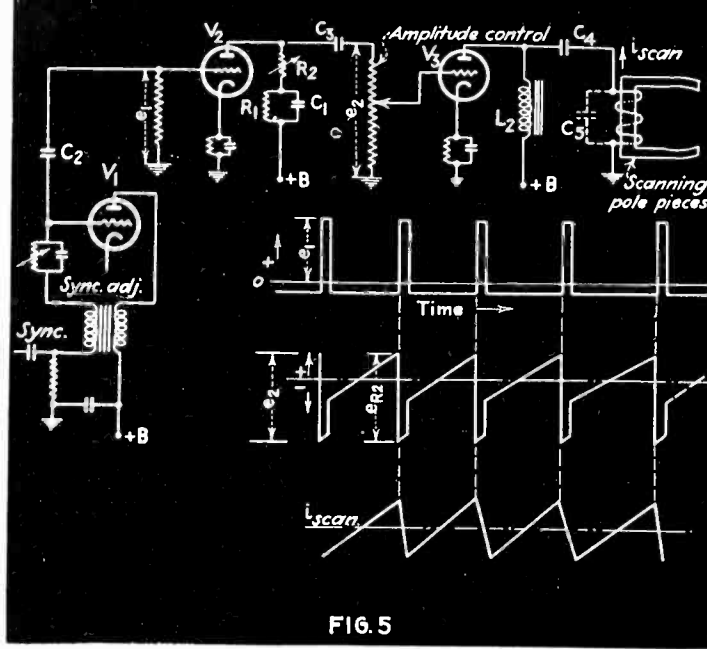 V2
C3
Amplitude control
V3
C4
iscan
R2
e1
R1
C1
e2
L2
C5
C2
+B
+B
Scanning
pole pieces
V1
Sync. adj.
e1
+
o
Time
Sync.
+B
e2
+
eR2
iscan.
FIG. 5